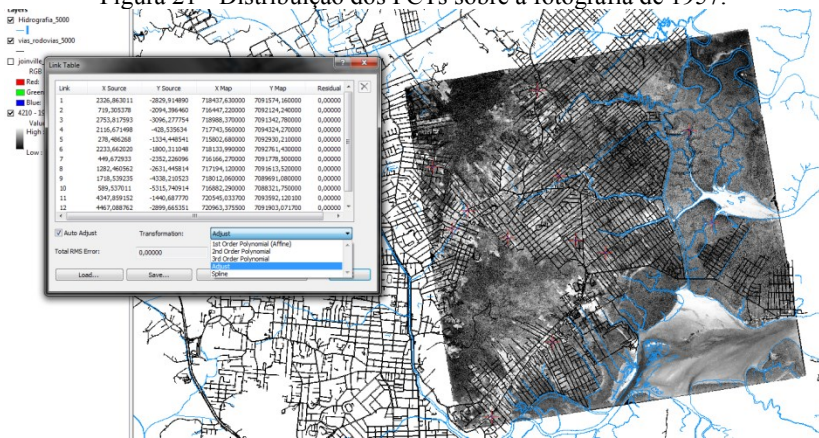 Figura 21 – Distribuição dos PCTs sobre a fotografia de 1957.
Layers
Hidrografia_5000
vias_rodovias_5000
joinville_
RGB
Red:
Green
Blue:
4210 - 19
Value
High :
Low :
Link Table
Link X Source Y Source X Map Y Map Residual
1 2326,863011 -2829,914890 718437,630000 7091574,160000 0,00000
2 719,305378 -2094,396460 716447,220000 7092124,240000 0,00000
3 2753,817593 -3096,277754 718988,370000 7091342,780000 0,00000
4 2116,671498 -428,535634 717743,560000 7094324,270000 0,00000
5 278,486268 -1334,448541 715802,680000 7092930,210000 0,00000
6 2233,662020 -1800,311048 718133,990000 7092761,430000 0,00000
7 449,672933 -2352,226096 716166,270000 7091778,300000 0,00000
8 1282,460562 -2631,445814 717194,120000 7091613,520000 0,00000
9 1718,539235 -4338,210523 718012,060000 7089691,080000 0,00000
10 589,537011 -5315,740914 716882,290000 7088321,750000 0,00000
11 4347,859152 -1440,687770 720545,033700 7093592,120100 0,00000
12 4467,088762 -2899,665351 720963,375500 7091903,071700 0,00000
Auto Adjust Transformation: Adjust
1st Order Polynomial (Affine)
2nd Order Polynomial
3rd Order Polynomial
Adjust
Spline
Total RMS Error: 0,00000
Load... Save...